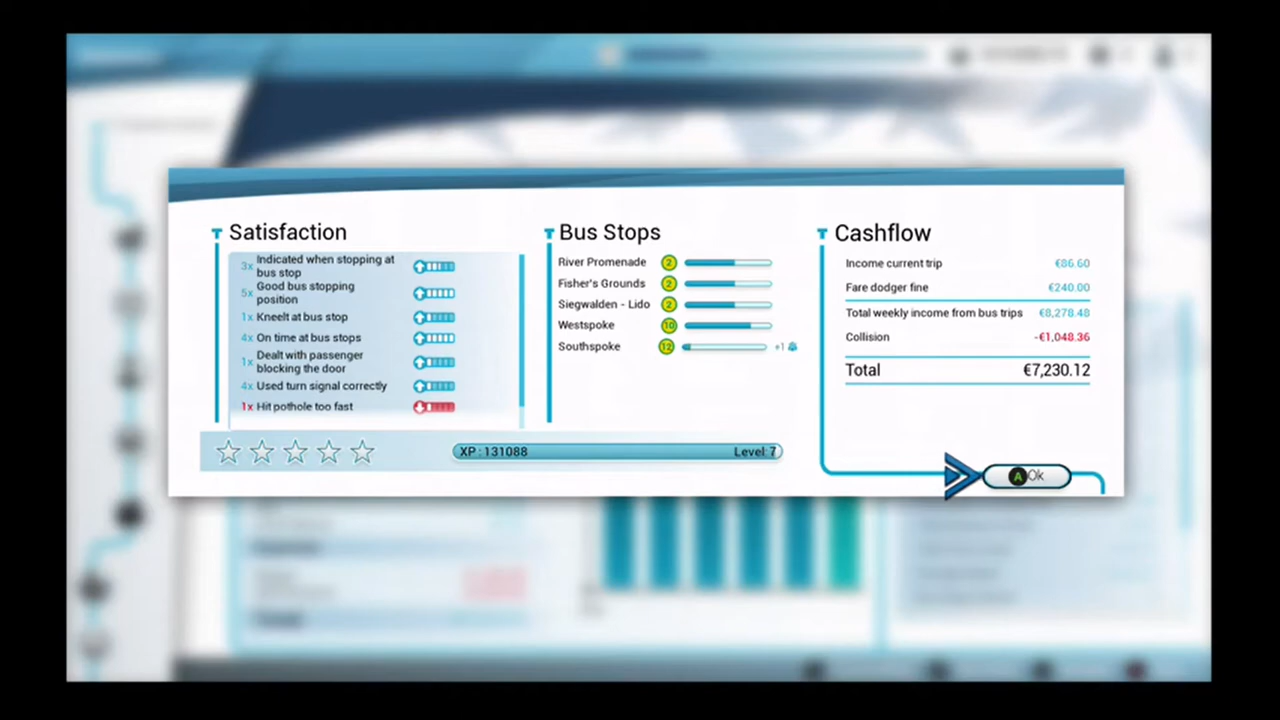 Satisfaction
3x Indicated when stopping at
bus stop
5x Good bus stopping
position
1x Kneelt at bus stop
4x On time at bus stops
1x Dealt with passenger
blocking the door
4x Used turn signal correctly
1x Hit pothole too fast
Bus Stops
River Promenade 2
Fisher's Grounds 2
Siegwalden - Lido 2
Westspoke 10
Southspoke 12 +1
Cashflow
Income current trip €86.60
Fare dodger fine €240.00
Total weekly income from bus trips €8,278.48
Collision -€1,048.36
Total €7,230.12
XP : 131088 Level: 7
A Ok